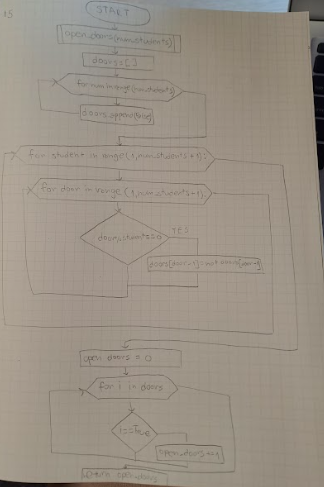 START
open_doors(num_students)
doors = [ ]
for num in range(num_students)
doors.append(False)
for student in range(1,num_students+1):
for door in range (1,num_students+1):
door%student==0
YES
doors[door-1]=not doors[door-1]
open_doors = 0
for i in doors
i==True
open_doors+=1
return open_doors